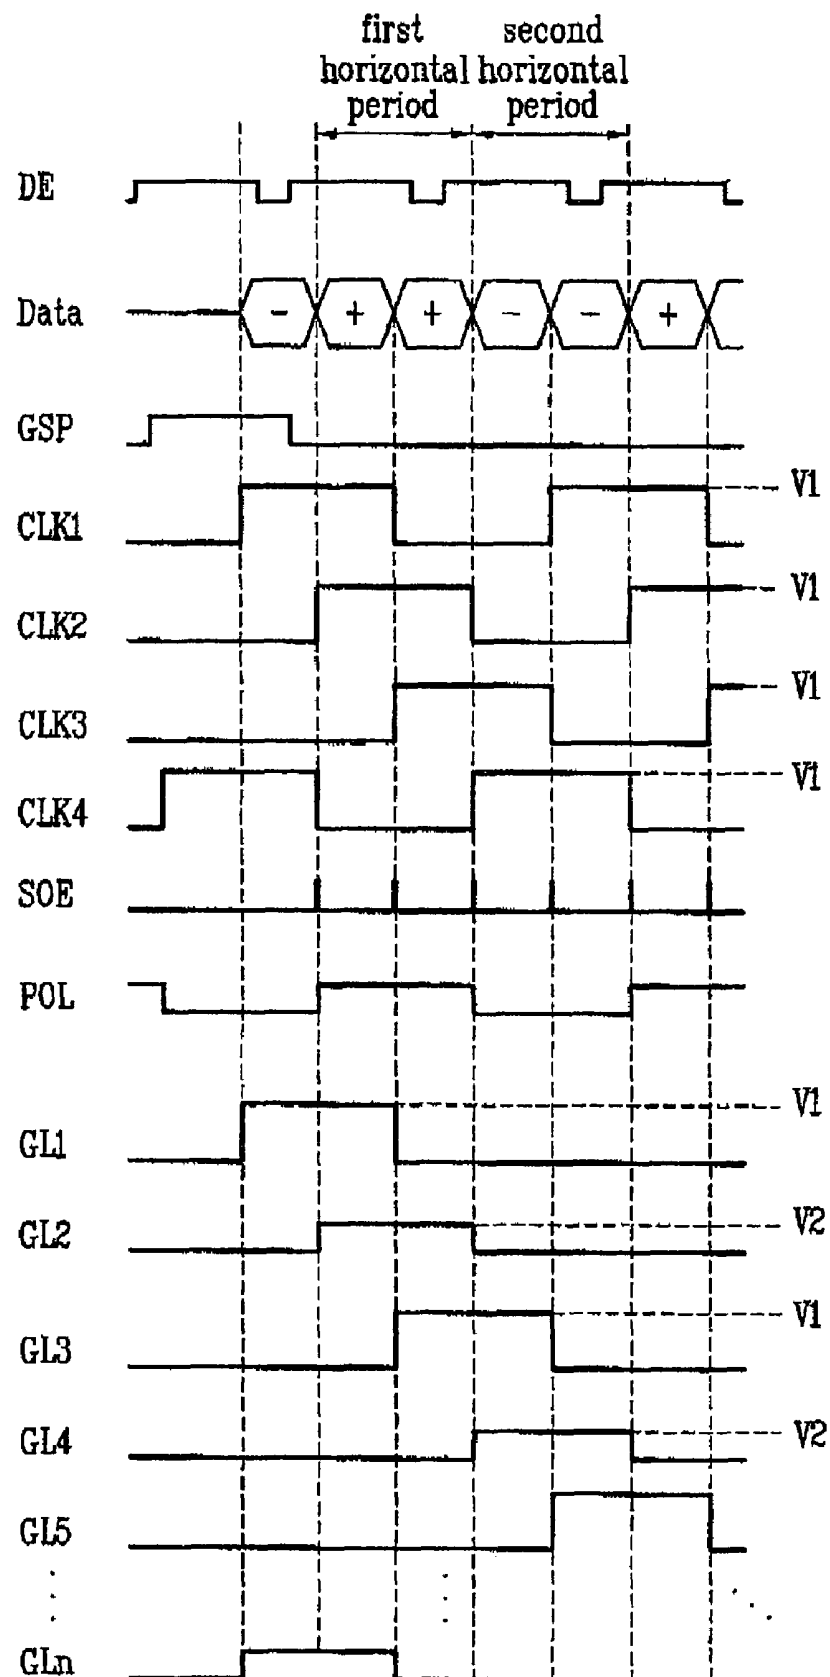 first second
horizontal horizontal
period period
DE
Data - + + - - +
GSP
CLK1 V1
CLK2 V1
CLK3 V1
CLK4 V1
SOE
POL
GL1 V1
GL2 V2
GL3 V1
GL4 V2
GL5
GLn